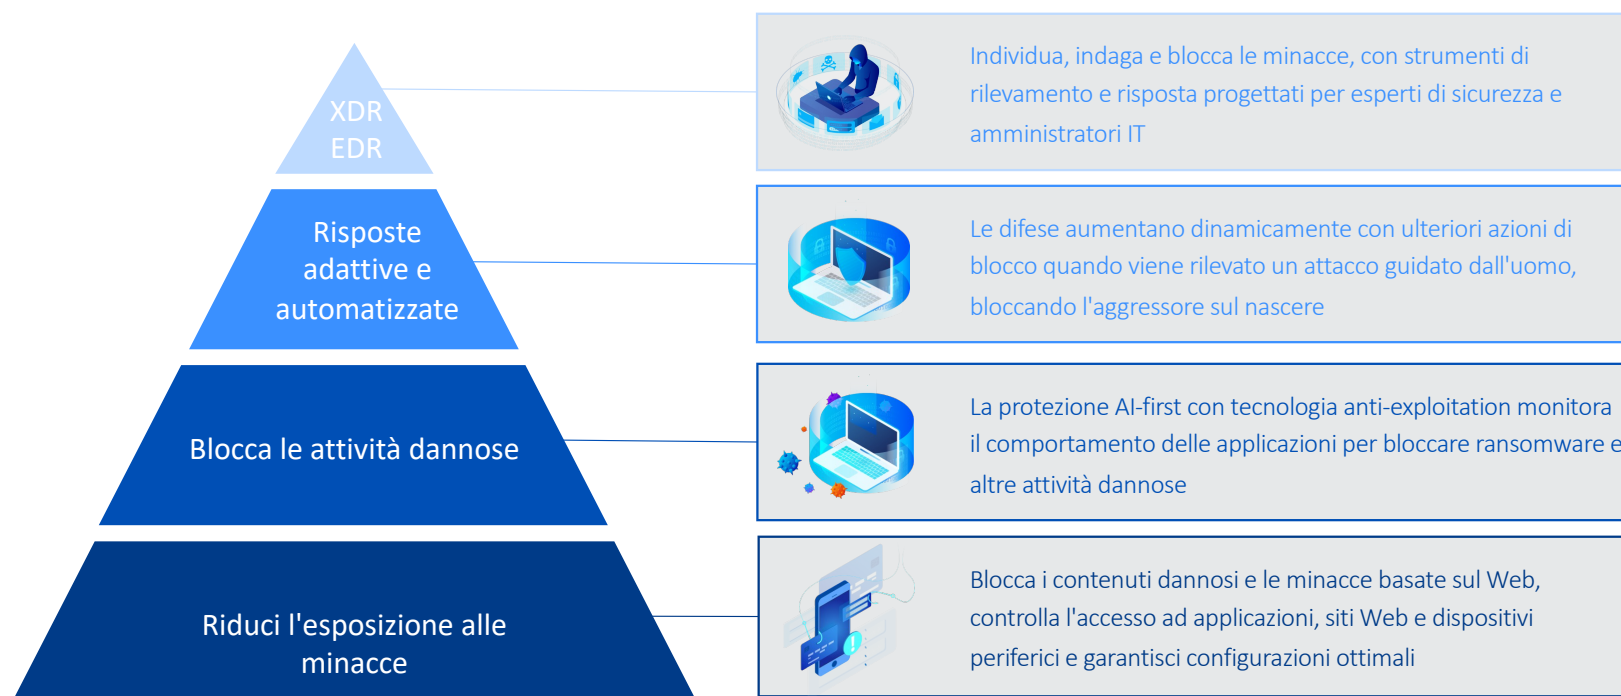 XDR
EDR
Individua, indaga e blocca le minacce, con strumenti di
rilevamento e risposta progettati per esperti di sicurezza e
amministratori IT
Risposte
adattive e
automatizzate
Le difese aumentano dinamicamente con ulteriori azioni di
blocco quando viene rilevato un attacco guidato dall'uomo,
bloccando l'aggressore sul nascere
Blocca le attività dannose
La protezione AI-first con tecnologia anti-exploitation monitora
il comportamento delle applicazioni per bloccare ransomware e
altre attività dannose
Riduci l'esposizione alle
minacce
Blocca i contenuti dannosi e le minacce basate sul Web,
controlla l'accesso ad applicazioni, siti Web e dispositivi
periferici e garantisci configurazioni ottimali